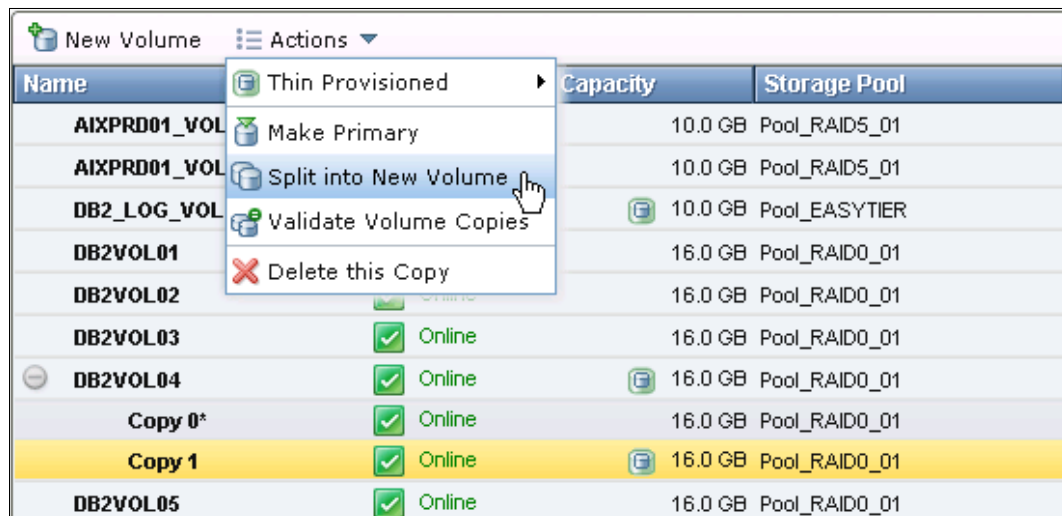 New Volume Actions
Name Capacity Storage Pool
Thin Provisioned
AIXPRD01_VOL 10.0 GB Pool_RAID5_01
Make Primary
AIXPRD01_VOL 10.0 GB Pool_RAID5_01
Split into New Volume
DB2_LOG_VOL 10.0 GB Pool_EASYTIER
Validate Volume Copies
DB2VOL01 16.0 GB Pool_RAID0_01
Delete this Copy
DB2VOL02 Online 16.0 GB Pool_RAID0_01
DB2VOL03 Online 16.0 GB Pool_RAID0_01
DB2VOL04 Online 16.0 GB Pool_RAID0_01
Copy 0* Online 16.0 GB Pool_RAID0_01
Copy 1 Online 16.0 GB Pool_RAID0_01
DB2VOL05 Online 16.0 GB Pool_RAID0_01